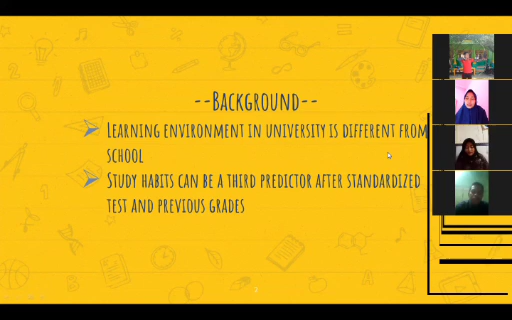 --Background--
Learning environment in university is different from
school
Study habits can be a third predictor after standardized
test and previous grades